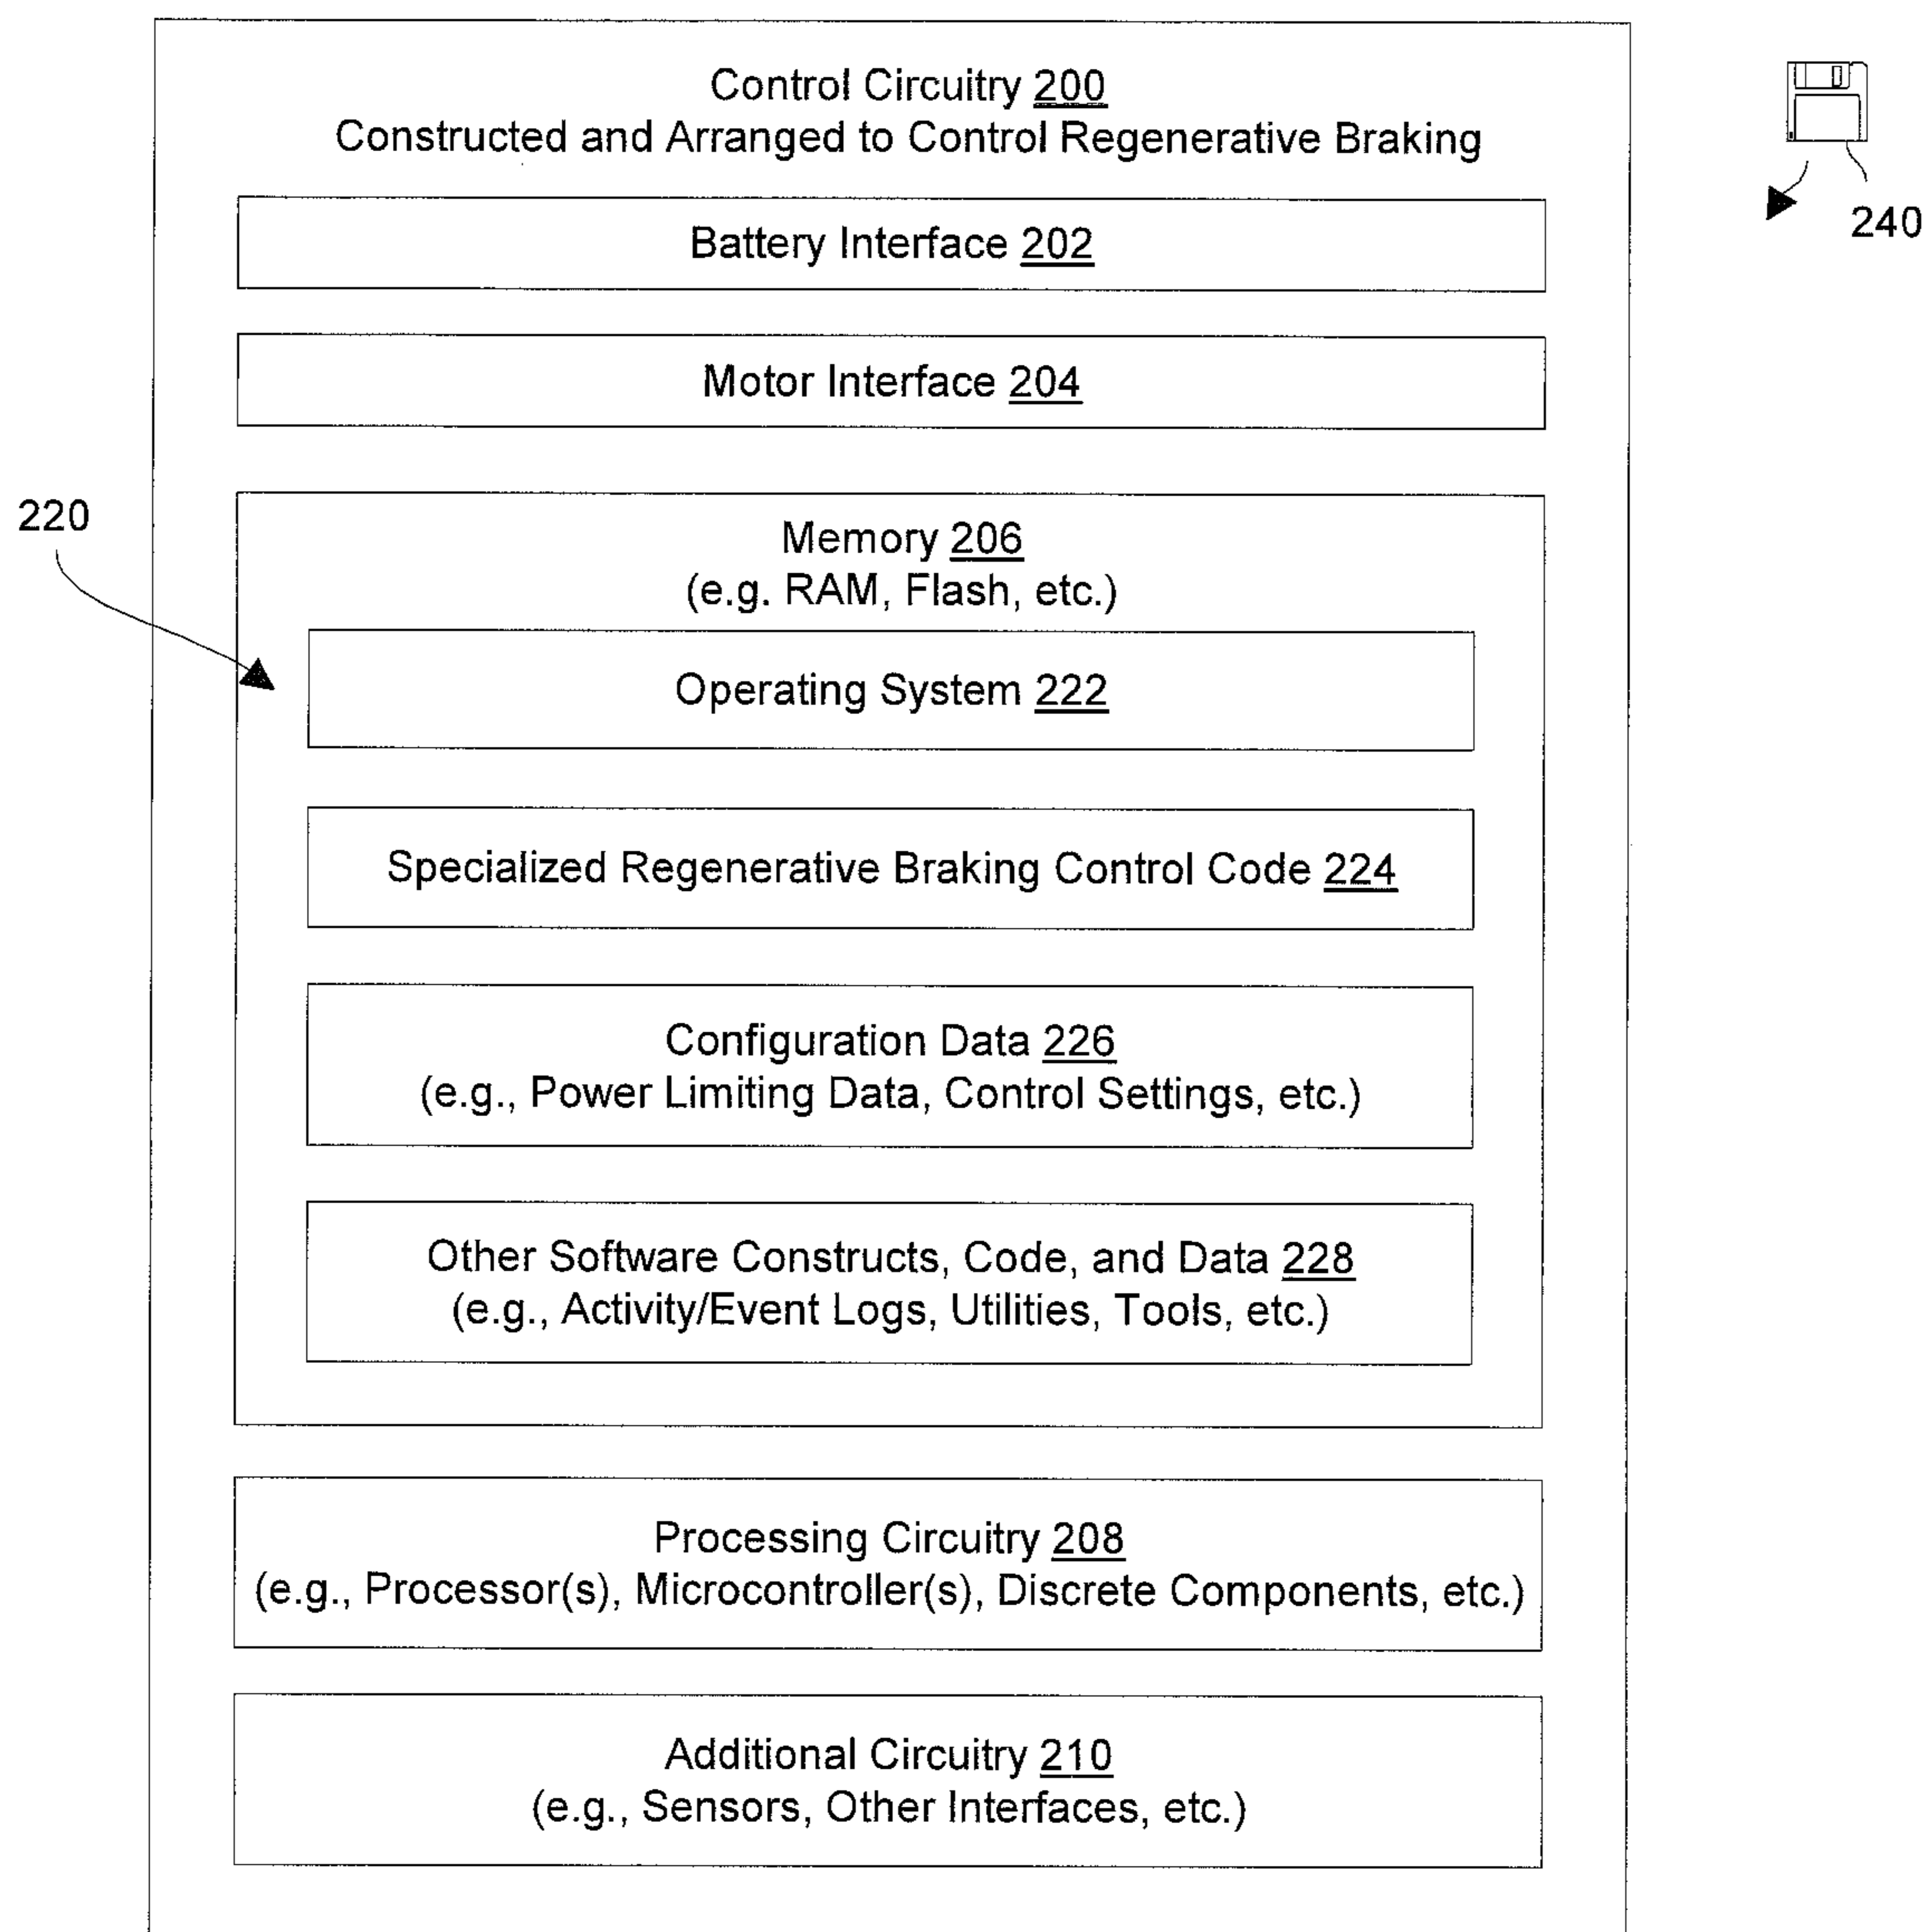 Control Circuitry 200
Constructed and Arranged to Control Regenerative Braking
240
Battery Interface 202
Motor Interface 204
220
Memory 206
(e.g. RAM, Flash, etc.)
Operating System 222
Specialized Regenerative Braking Control Code 224
Configuration Data 226
(e.g., Power Limiting Data, Control Settings, etc.)
Other Software Constructs, Code, and Data 228
(e.g., Activity/Event Logs, Utilities, Tools, etc.)
Processing Circuitry 208
(e.g., Processor(s), Microcontroller(s), Discrete Components, etc.)
Additional Circuitry 210
(e.g., Sensors, Other Interfaces, etc.)